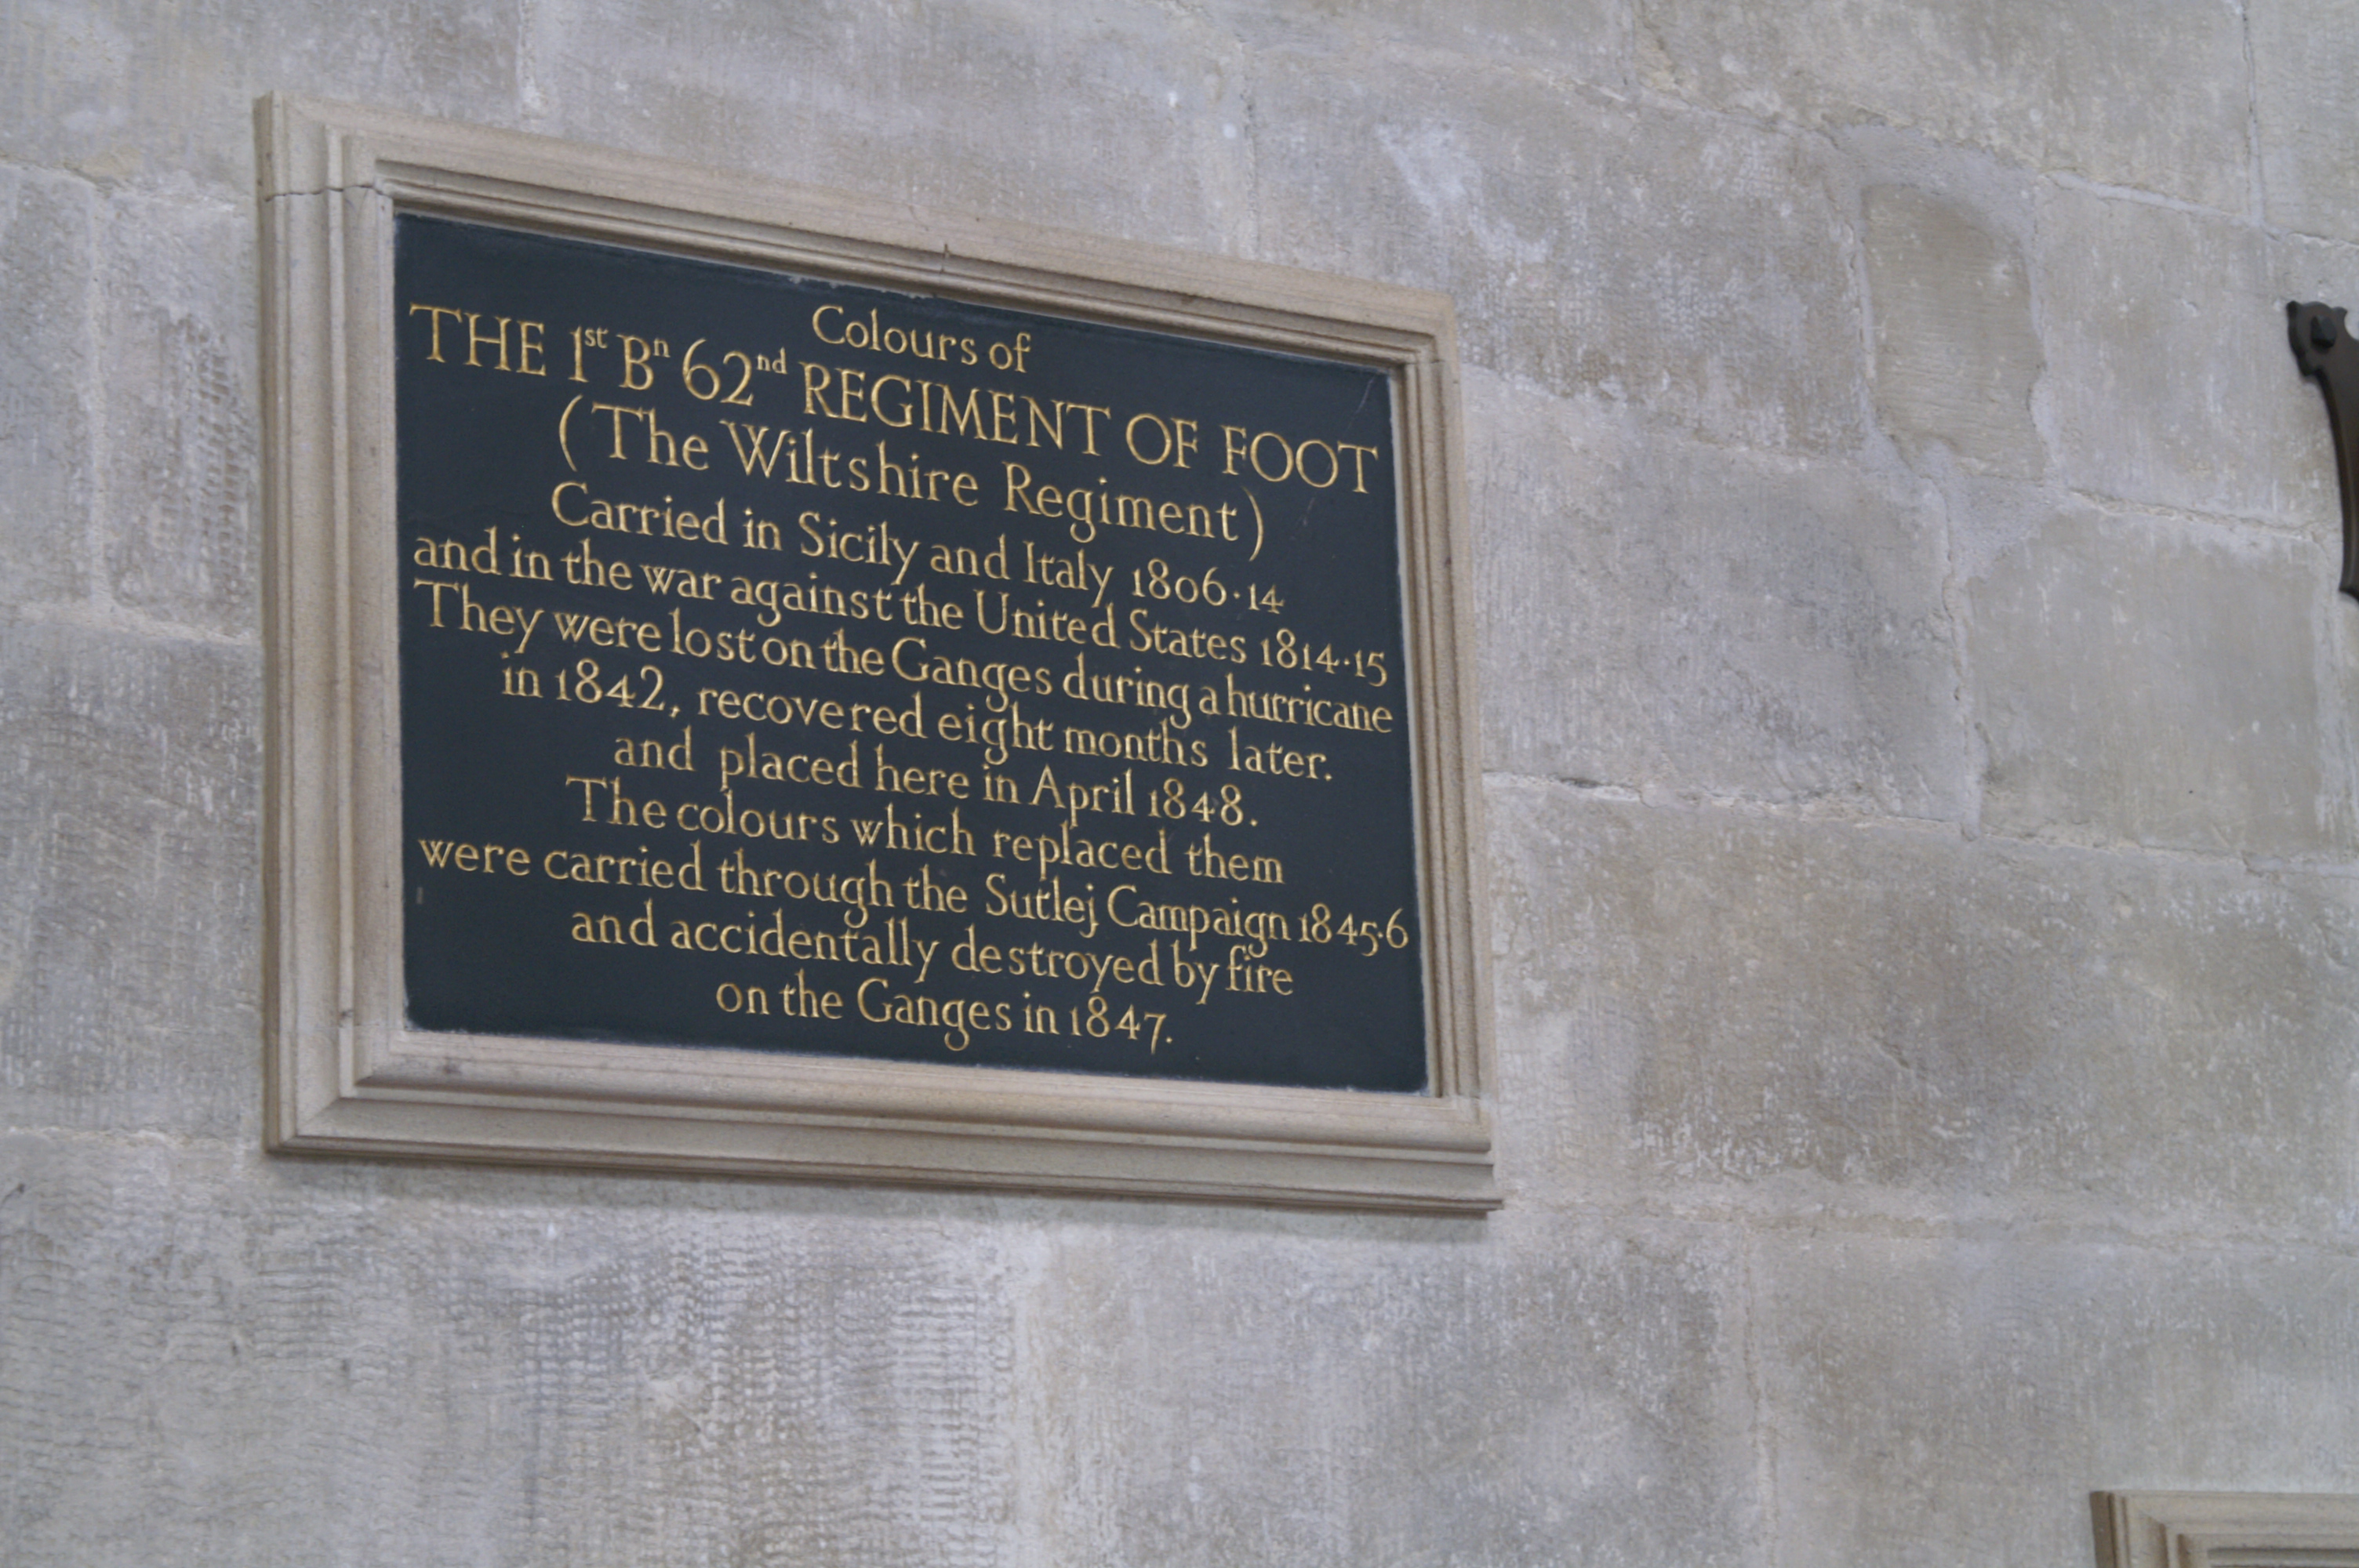 Colours of
THE 1st Bn 62nd REGIMENT OF FOOT
(The Wiltshire Regiment)
Carried in Sicily and Italy 1806·14
and in the war against the United States 1814·15
They were lost on the Ganges during a hurricane
in 1842, recovered eight months later.
and placed here in April 1848.
The colours which replaced them
were carried through the Sutlej Campaign 1845·6
and accidentally destroyed by fire
on the Ganges in 1847.